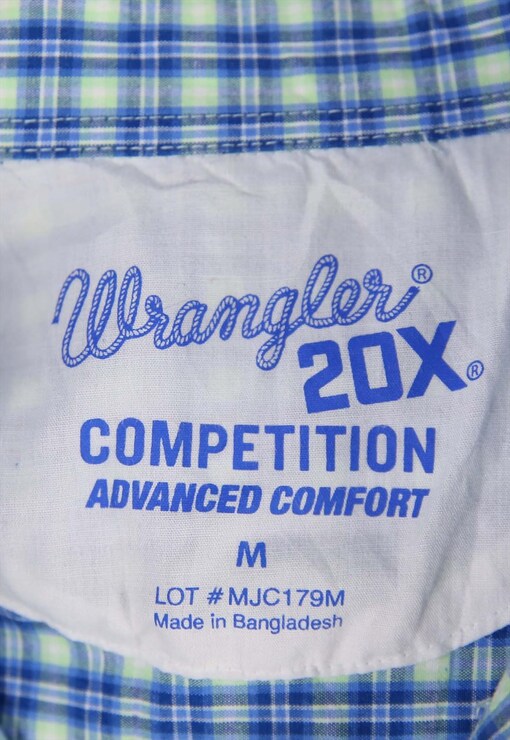 Wrangler®
20X®
COMPETITION
ADVANCED COMFORT
M
LOT # MJC179M
Made in Bangladesh